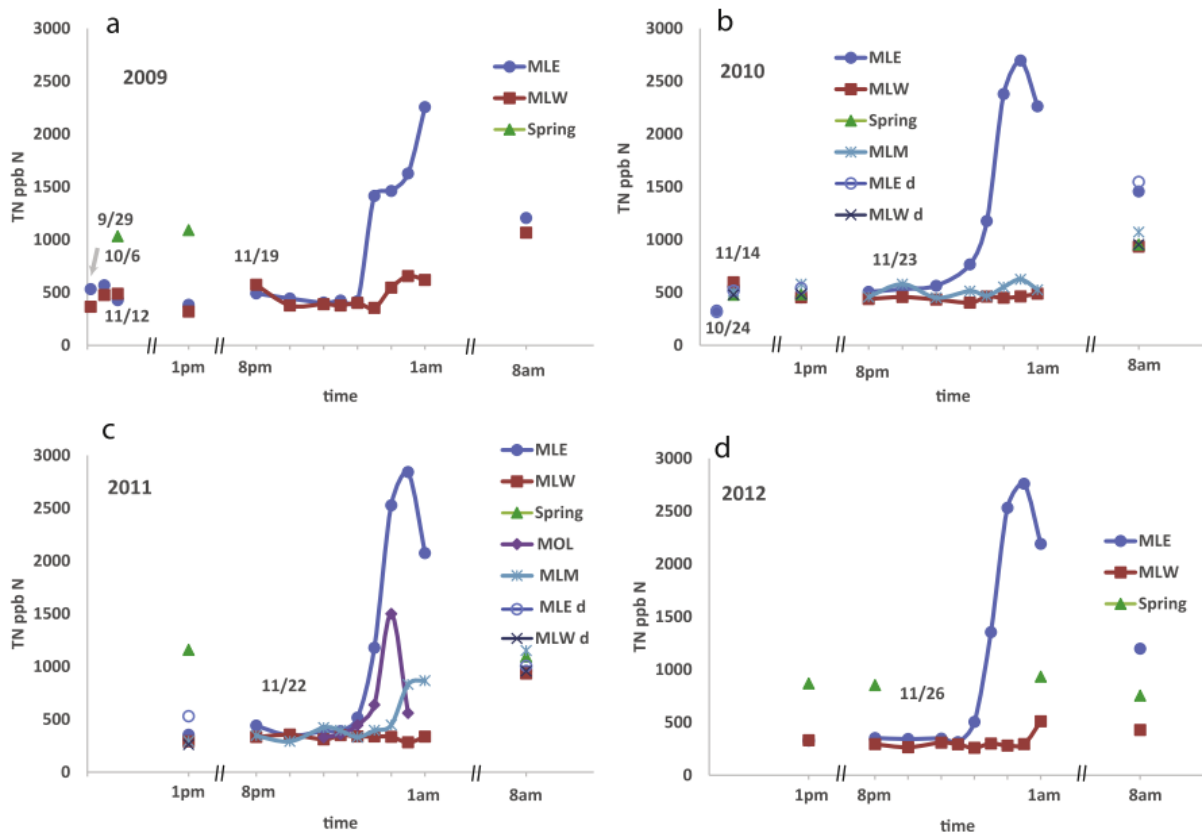 a
2009
TN ppb N
3000
2500
2000
1500
1000
500
0
9/29
10/6
11/12
11/19
MLE
MLW
Spring
1pm
8pm
1am
8am
time
b
2010
TN ppb N
3000
2500
2000
1500
1000
500
0
11/14
10/24
11/23
MLE
MLW
Spring
MLM
MLE d
MLW d
1pm
8pm
1am
8am
time
c
2011
TN ppb N
3000
2500
2000
1500
1000
500
0
11/22
MLE
MLW
Spring
MOL
MLM
MLE d
MLW d
1pm
8pm
1am
8am
time
d
2012
TN ppb N
3000
2500
2000
1500
1000
500
0
11/26
MLE
MLW
Spring
1pm
8pm
1am
8am
time